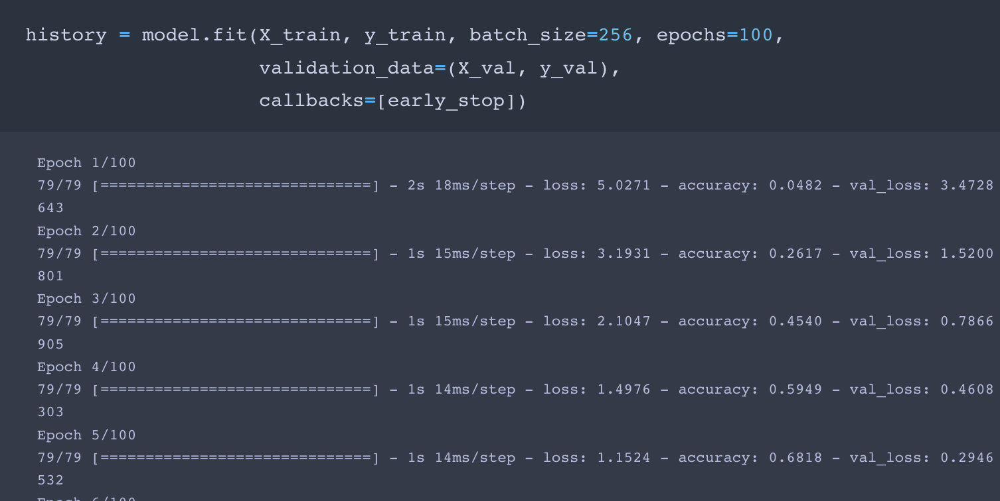 history = model.fit(X_train, y_train, batch_size=256, epochs=100,
validation_data=(X_val, y_val),
callbacks=[early_stop])
Epoch 1/100
79/79 [==============================] - 2s 18ms/step - loss: 5.0271 - accuracy: 0.0482 - val_loss: 3.4728
643
Epoch 2/100
79/79 [==============================] - 1s 15ms/step - loss: 3.1931 - accuracy: 0.2617 - val_loss: 1.5200
801
Epoch 3/100
79/79 [==============================] - 1s 15ms/step - loss: 2.1047 - accuracy: 0.4540 - val_loss: 0.7866
905
Epoch 4/100
79/79 [==============================] - 1s 14ms/step - loss: 1.4976 - accuracy: 0.5949 - val_loss: 0.4608
303
Epoch 5/100
79/79 [==============================] - 1s 14ms/step - loss: 1.1524 - accuracy: 0.6818 - val_loss: 0.2946
532
Epoch 6/100